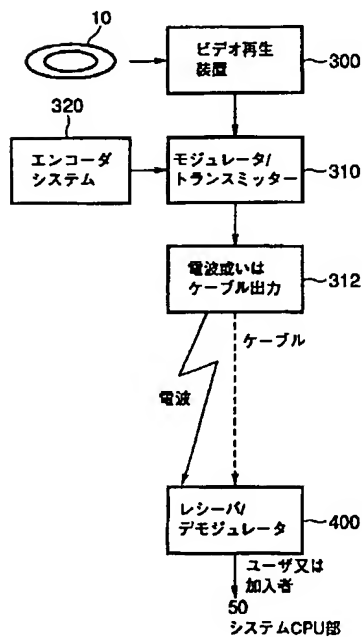 10
ビデオ再生
装置
300
320
エンコーダ
システム
モジュレータ/
トランスミッター
310
電波或いは
ケーブル出力
312
ケーブル
電波
レシーバ/
デモジュレータ
400
ユーザ又は
加入者
50
システムCPU部